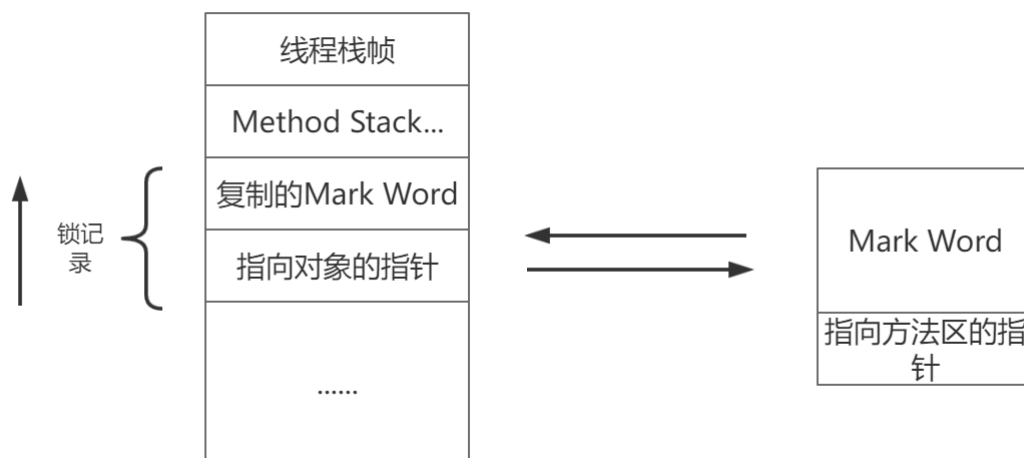 线程栈帧
Method Stack...
复制的Mark Word
指向对象的指针
......
锁记
录
Mark Word
指向方法区的指
针